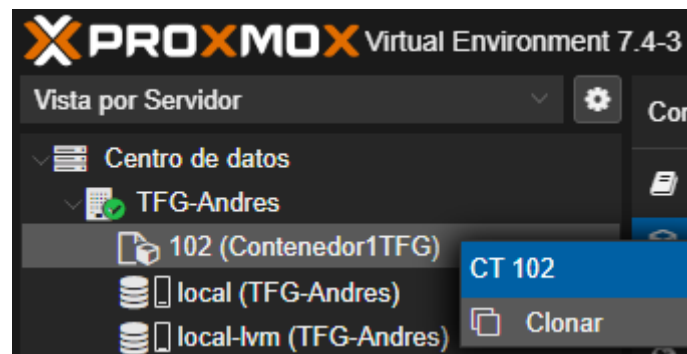 PROXMOX Virtual Environment 7.4-3
Vista por Servidor
Centro de datos
TFG-Andres
102 (Contenedor1TFG)
CT 102
local (TFG-Andres)
Clonar
local-lvm (TFG-Andres)